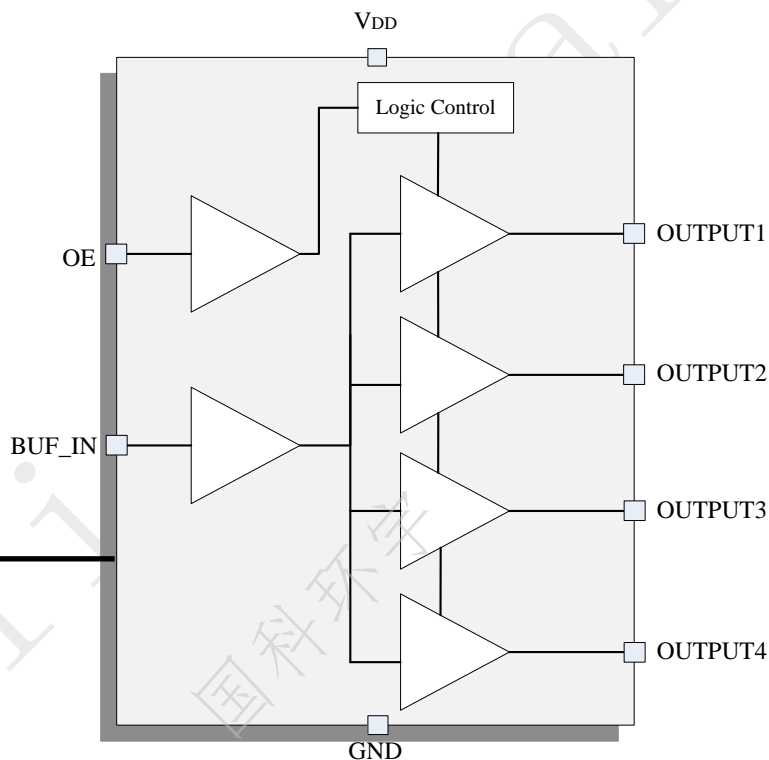 VDD
Logic Control
OE
OUTPUT1
OUTPUT2
BUF_IN
OUTPUT3
国科环宇
OUTPUT4
GND